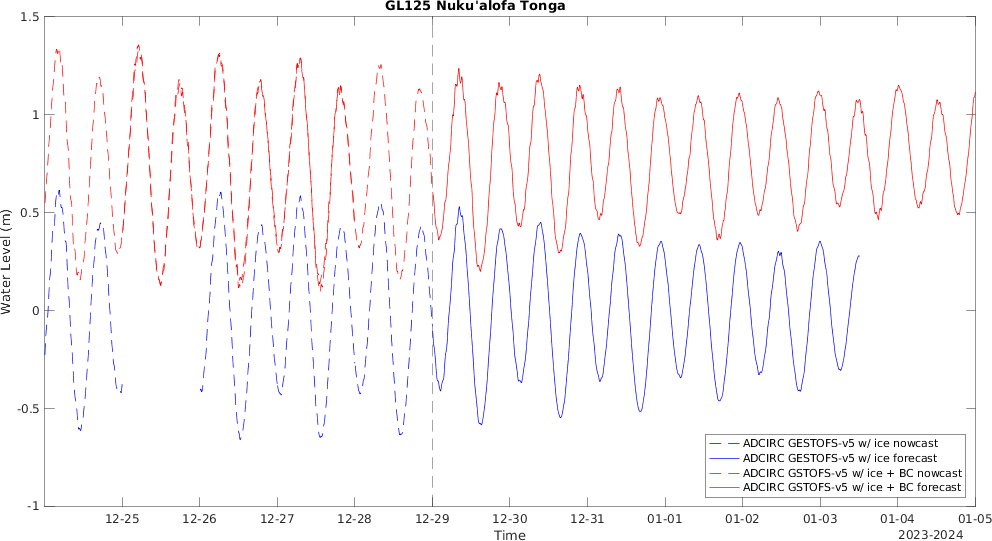 GL125 Nuku'alofa Tonga
1.5
1
0.5
0
-0.5
-1
Water Level (m)
ADCIRC GESTOFS-v5 w/ ice nowcast
ADCIRC GESTOFS-v5 w/ ice forecast
ADCIRC GSTOFS-v5 w/ ice + BC nowcast
ADCIRC GSTOFS-v5 w/ ice + BC forecast
12-25 12-26 12-27 12-28 12-29 12-30 12-31 01-01 01-02 01-03 01-04 01-05
Time
2023-2024